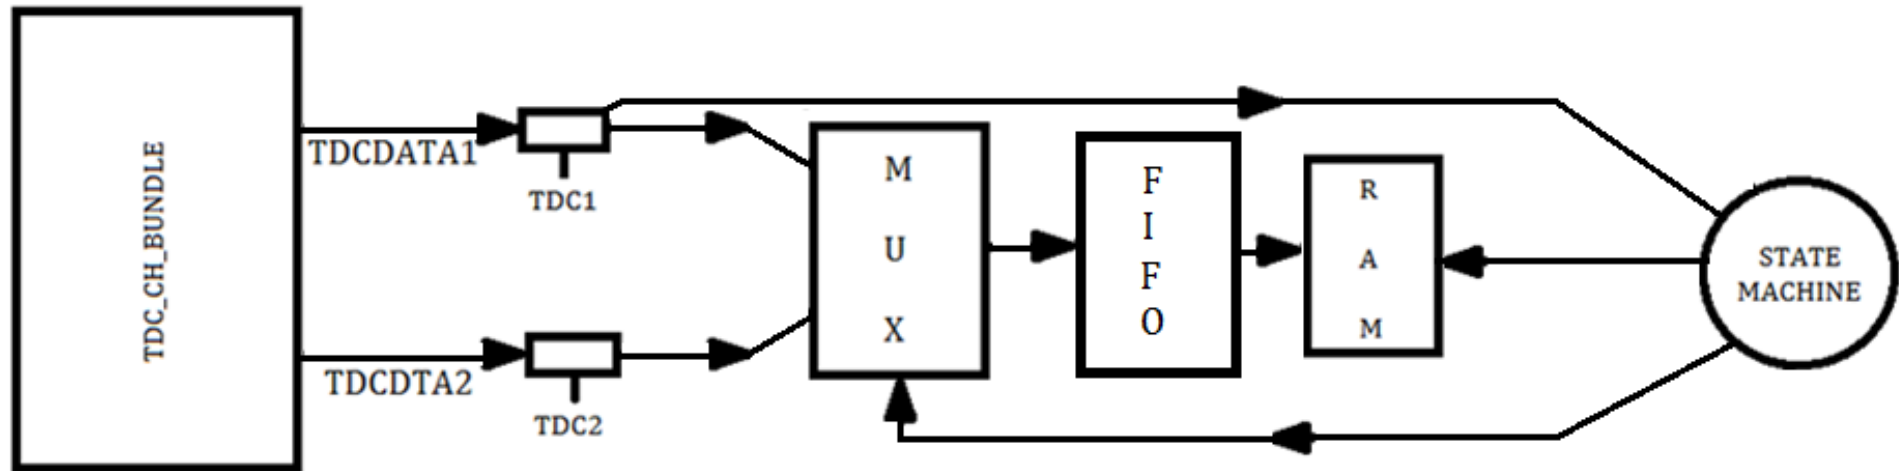 TDC_CH_BUNDLE
TDCDATA1
TDC1
TDCDTA2
TDC2
M
U
X
F
I
F
O
R
A
M
STATE
MACHINE